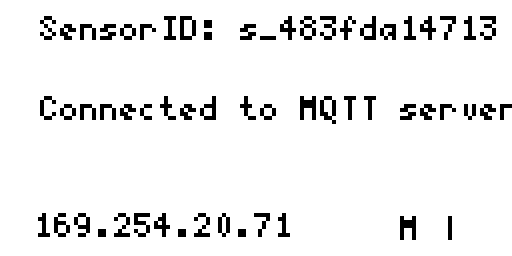 SensorID: s_483fda14713
Connected to MQTT server
169.254.20.71 M I